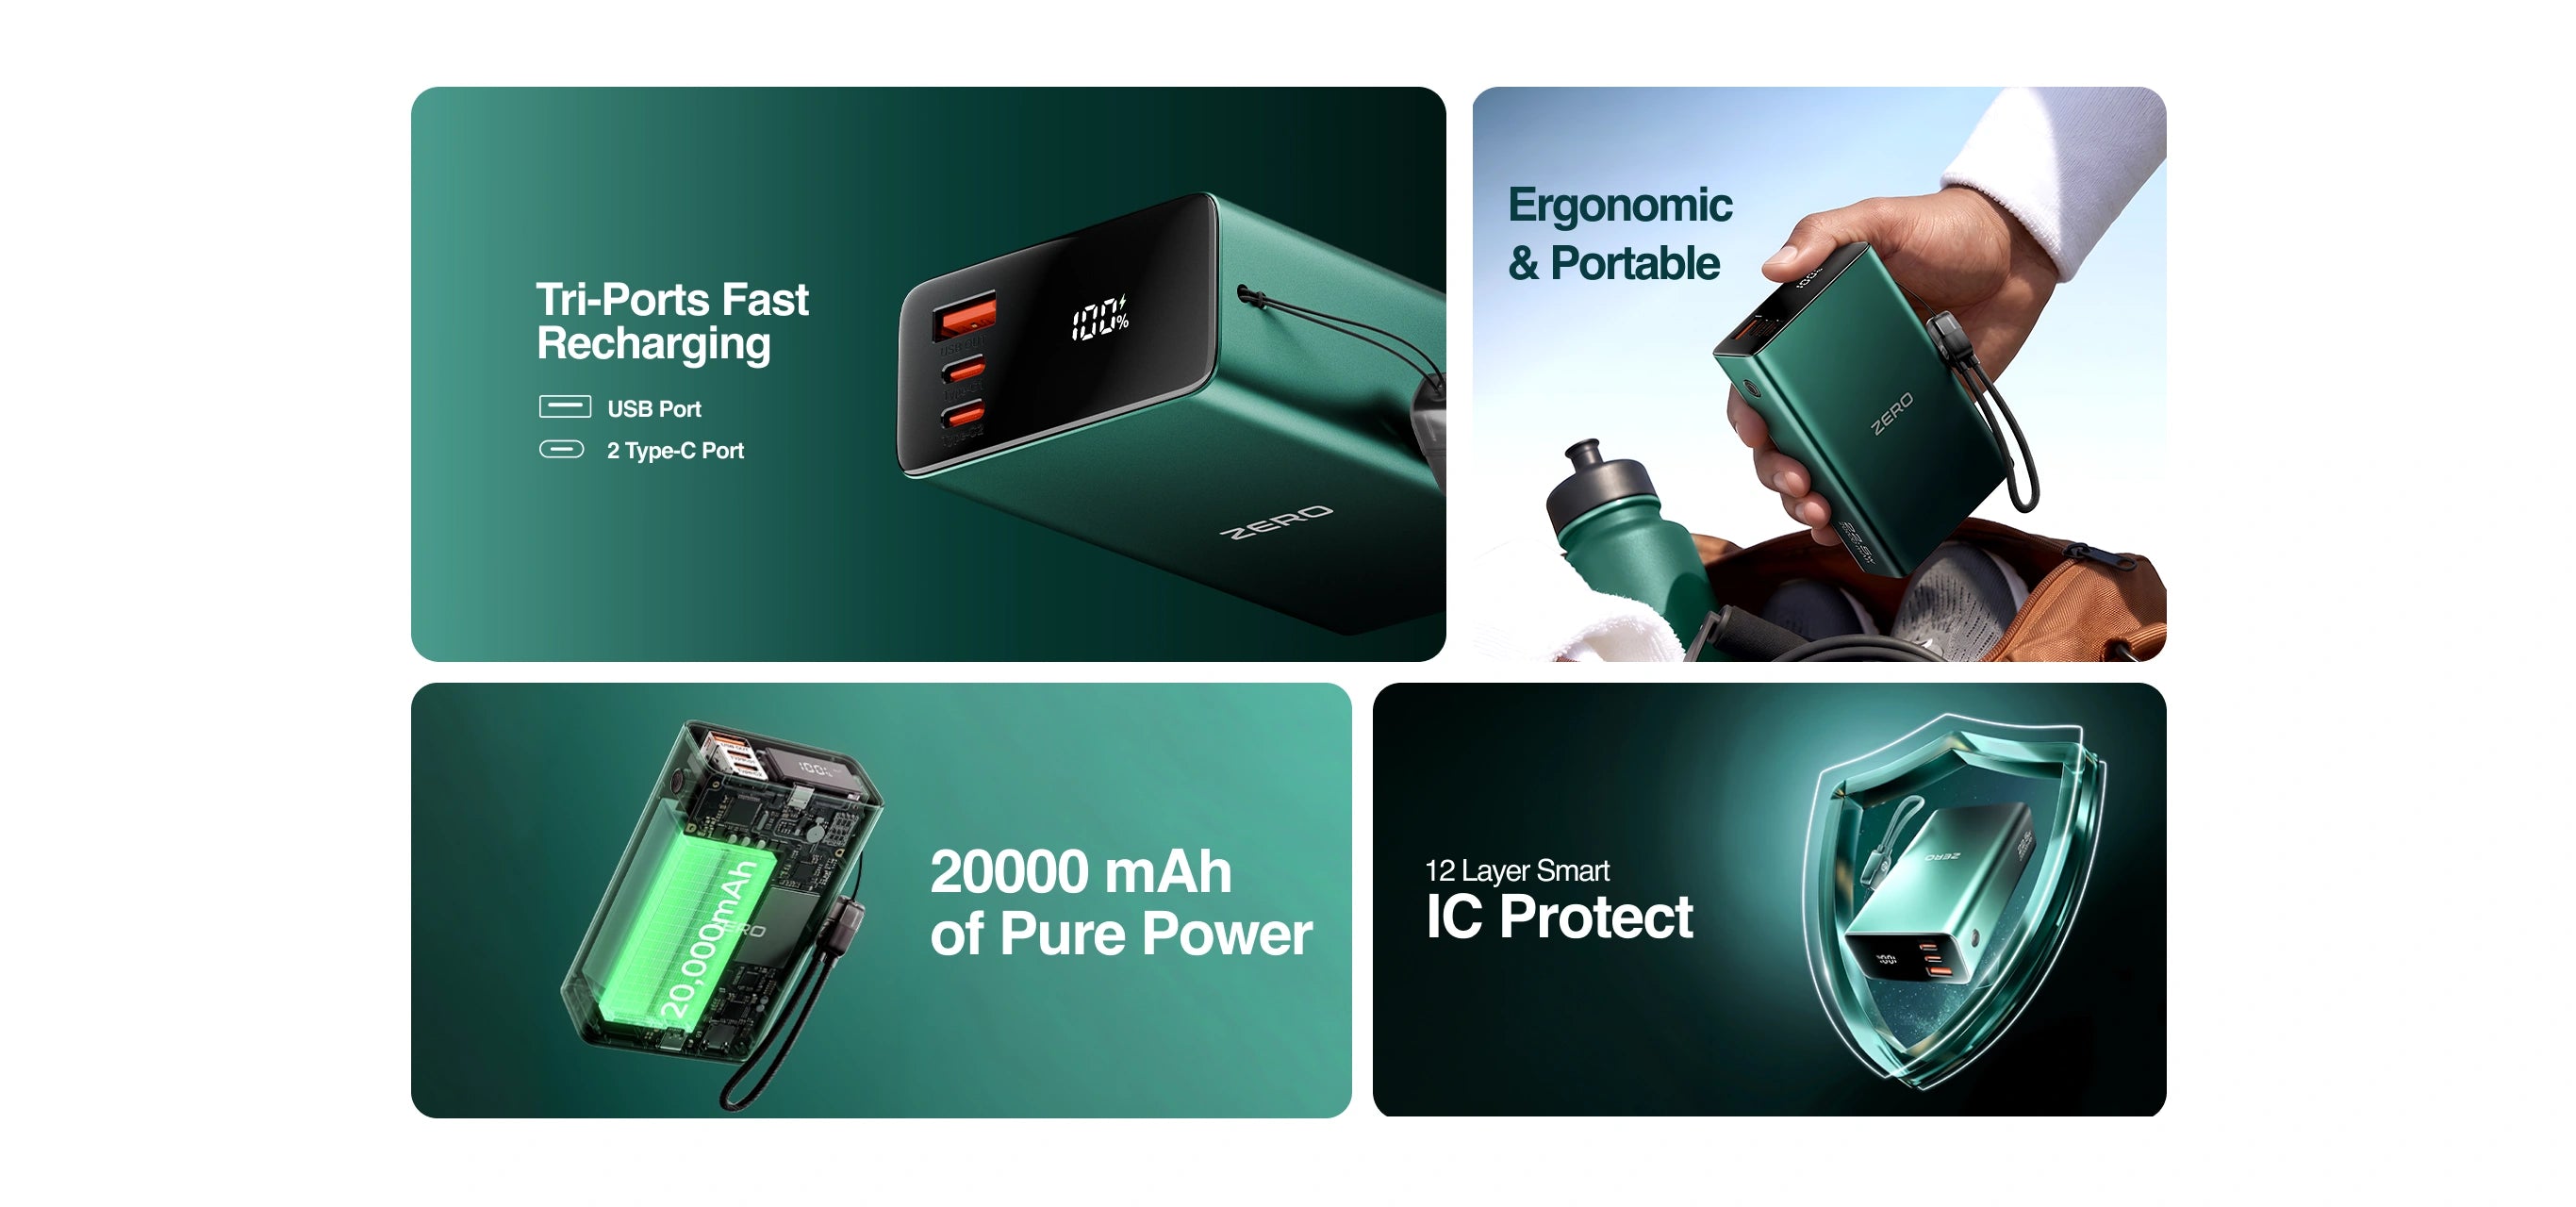 Tri-Ports Fast
Recharging
USB Port
2 Type-C Port
100%
ZERO
Ergonomic
& Portable
ZERO
20,000mAh
20000 mAh
of Pure Power
12 Layer Smart
IC Protect
ZERO